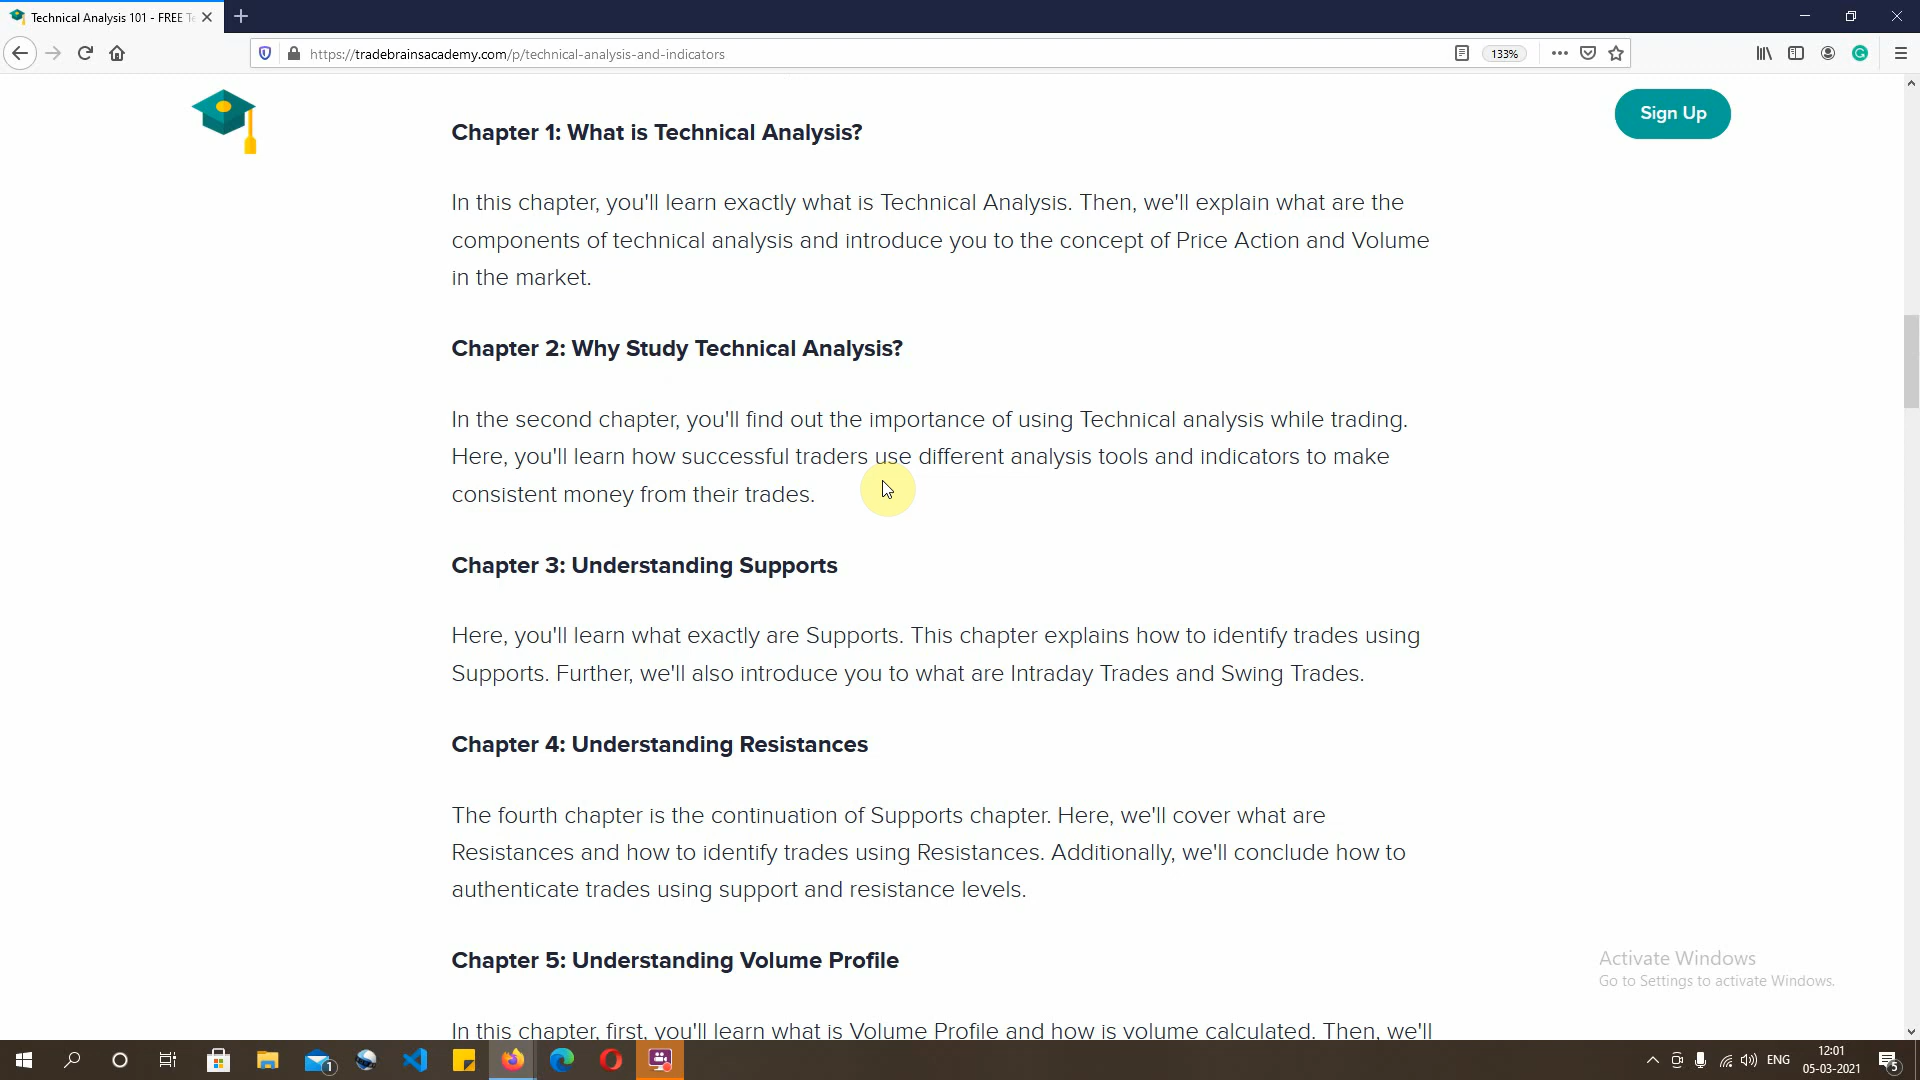 Technical Analysis 101 - FREE Te
https://tradebrainsacademy.com/p/technical-analysis-and-indicators
133%
Sign Up
Chapter 1: What is Technical Analysis?
In this chapter, you'll learn exactly what is Technical Analysis. Then, we'll explain what are the
components of technical analysis and introduce you to the concept of Price Action and Volume
in the market.
Chapter 2: Why Study Technical Analysis?
In the second chapter, you'll find out the importance of using Technical analysis while trading.
Here, you'll learn how successful traders use different analysis tools and indicators to make
consistent money from their trades.
Chapter 3: Understanding Supports
Here, you'll learn what exactly are Supports. This chapter explains how to identify trades using
Supports. Further, we'll also introduce you to what are Intraday Trades and Swing Trades.
Chapter 4: Understanding Resistances
The fourth chapter is the continuation of Supports chapter. Here, we'll cover what are
Resistances and how to identify trades using Resistances. Additionally, we'll conclude how to
authenticate trades using support and resistance levels.
Chapter 5: Understanding Volume Profile
In this chapter, first, you'll learn what is Volume Profile and how is volume calculated. Then, we'll
Activate Windows
Go to Settings to activate Windows.
1
ENG
12:01
05-03-2021
5